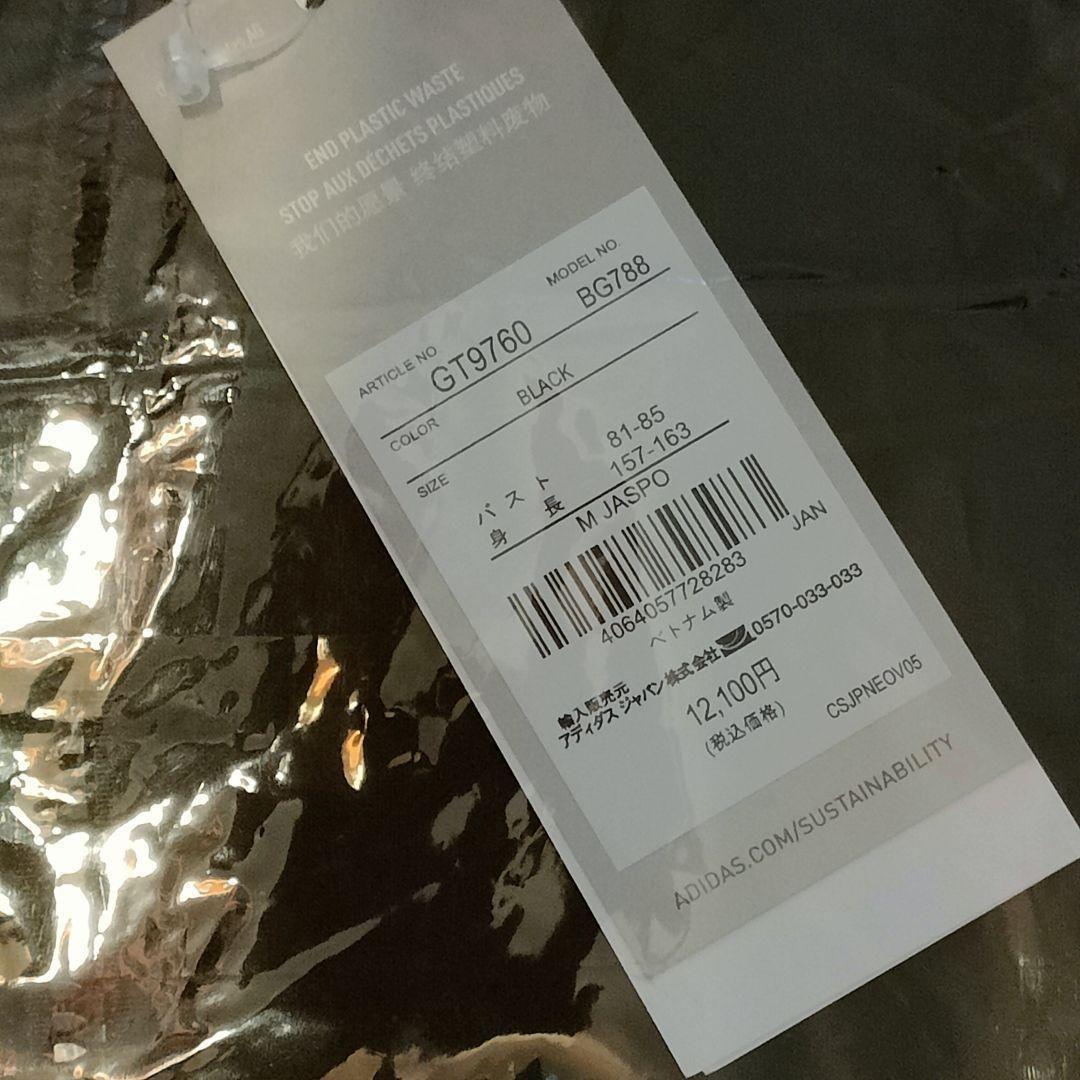 END PLASTIC WASTE
STOP AUX DÉCHETS PLASTIQUES
我们的愿景 终结塑料废物
MODEL NO.
BG788
ARTICLE NO
GT9760
COLOR
BLACK
SIZE
バスト 81-85
身長 157-163
M JASPO
4064057728283
JAN
ベトナム製
輸入販売元
アディダス ジャパン株式会社 0570-033-033
12,100円
(税込価格)
CSJPNEOV05
ADIDAS.COM/SUSTAINABILITY